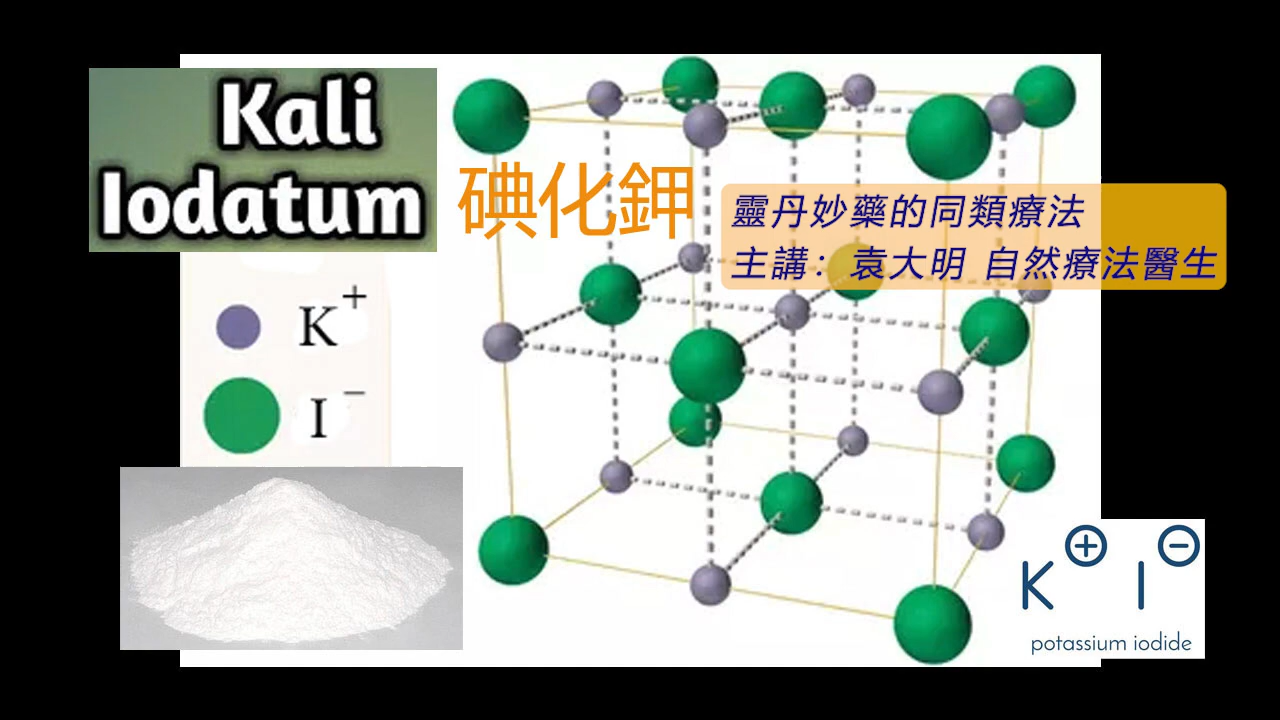 Kali
Iodatum
碘化鉀
靈丹妙藥的同類療法
主講：袁大明 自然療法醫生
K⁺
I⁻
K⊕ I⊖
potassium iodide